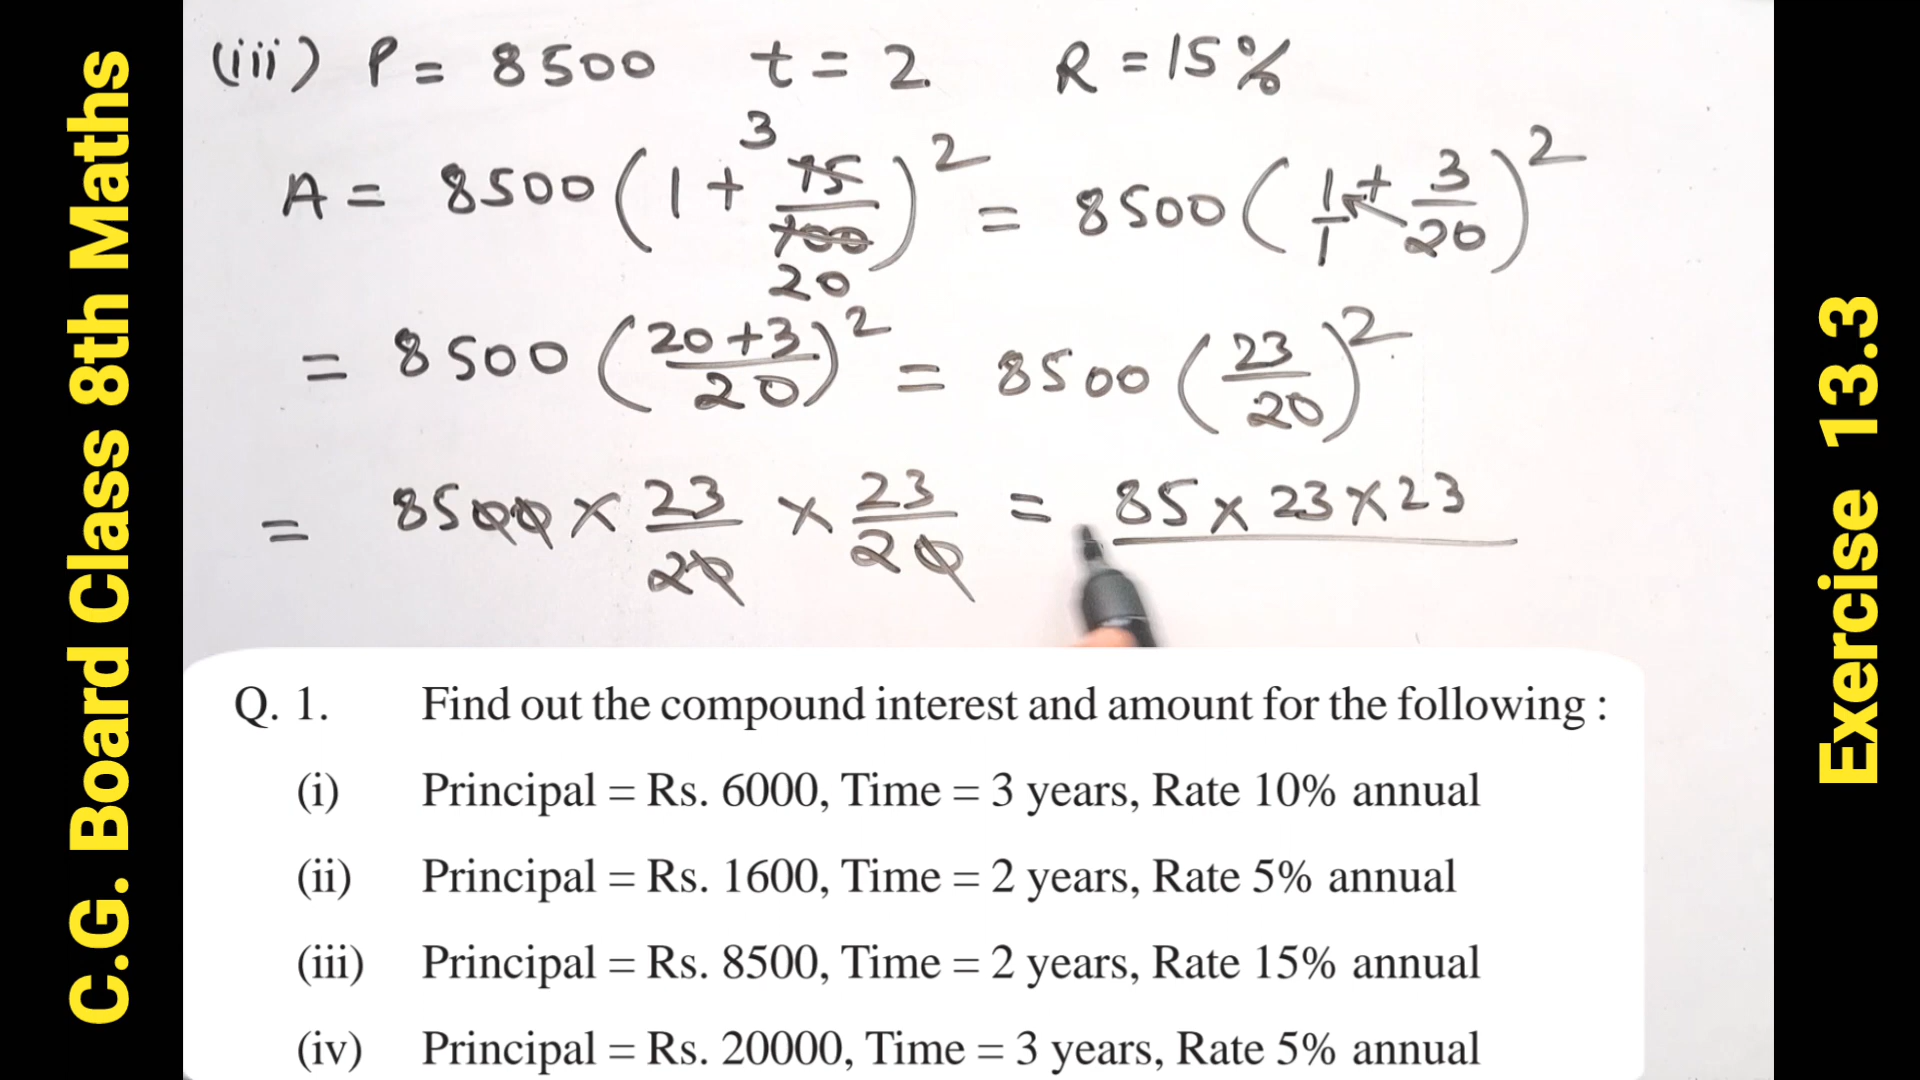 C.G. Board Class 8th Maths
(iii) P = 8500 t = 2 R = 15%
A = 8500 (1 + 15/100)² = 8500 (1/1 + 3/20)²
3
20
= 8500 (20+3/20)² = 8500 (23/20)²
= 8500 × 23/20 × 23/20 = 85 × 23 × 23
Q. 1. Find out the compound interest and amount for the following :
(i) Principal = Rs. 6000, Time = 3 years, Rate 10% annual
(ii) Principal = Rs. 1600, Time = 2 years, Rate 5% annual
(iii) Principal = Rs. 8500, Time = 2 years, Rate 15% annual
(iv) Principal = Rs. 20000, Time = 3 years, Rate 5% annual
Exercise 13.3